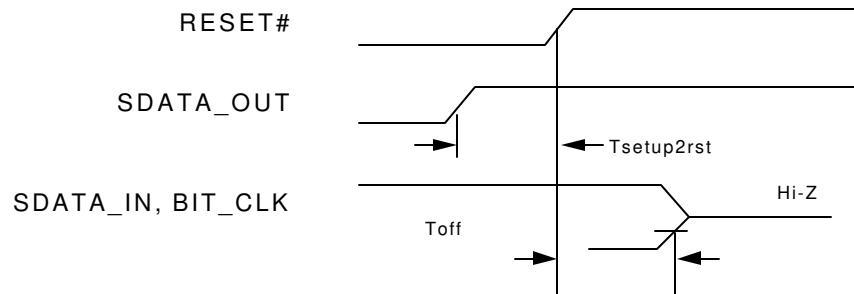 RESET#
SDATA_OUT
Tsetup2rst
SDATA_IN, BIT_CLK
Hi-Z
Toff